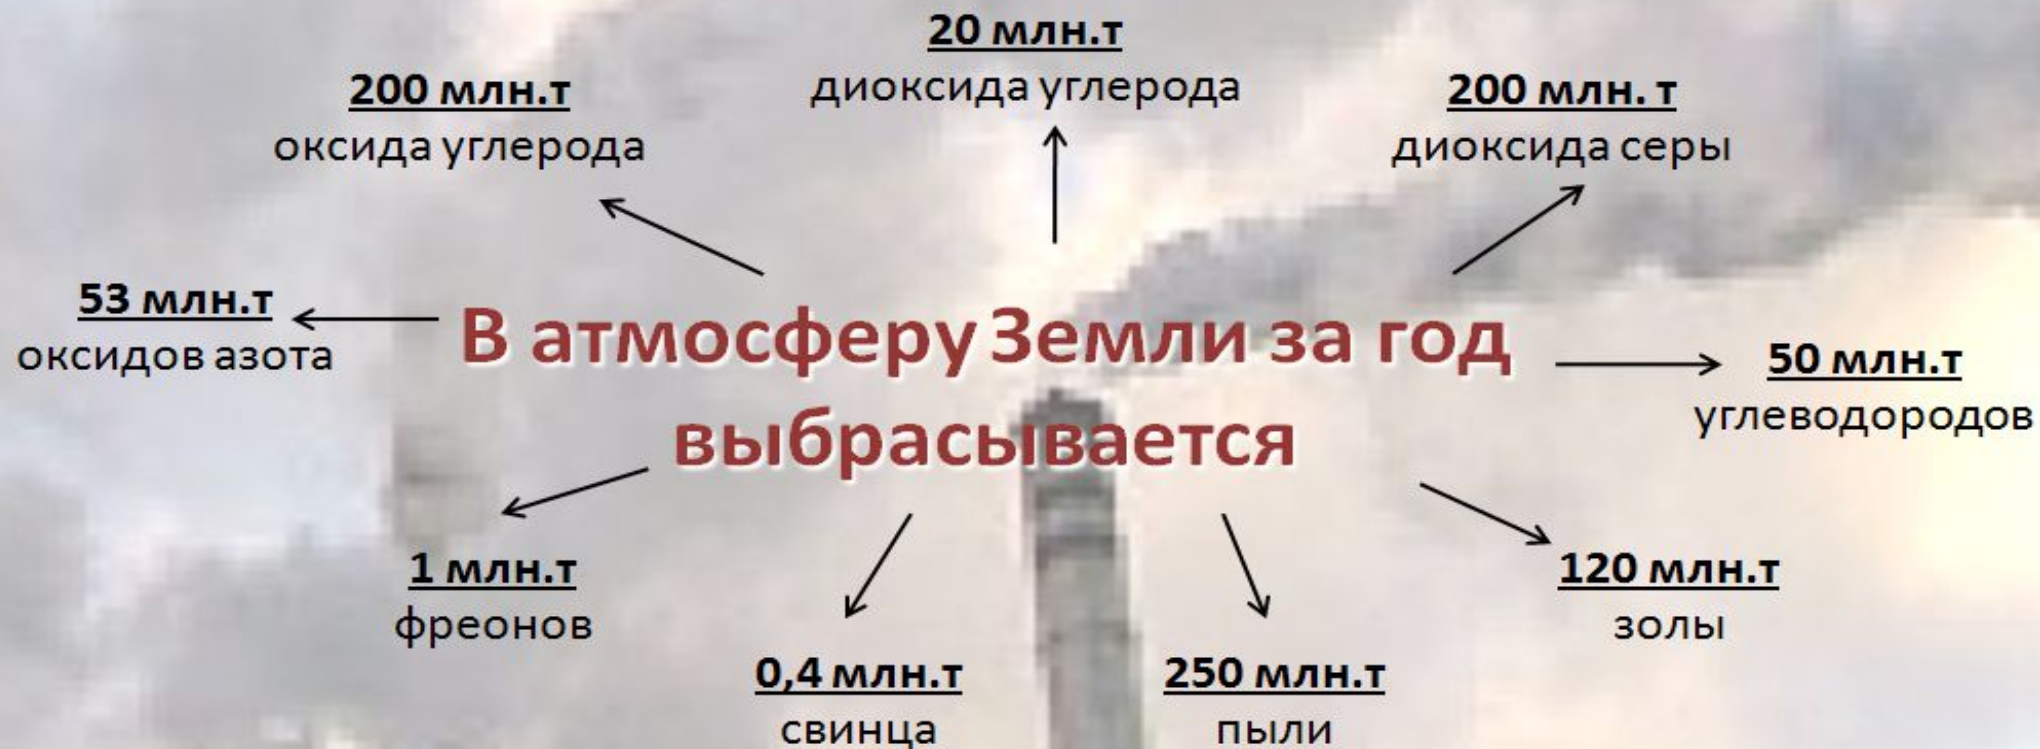 20 млн.т
диоксида углерода
200 млн.т
оксида углерода
200 млн. т
диоксида серы
53 млн.т
оксидов азота
В атмосферу Земли за год
выбрасывается
50 млн.т
углеводородов
1 млн.т
фреонов
120 млн.т
золы
0,4 млн.т
свинца
250 млн.т
пыли